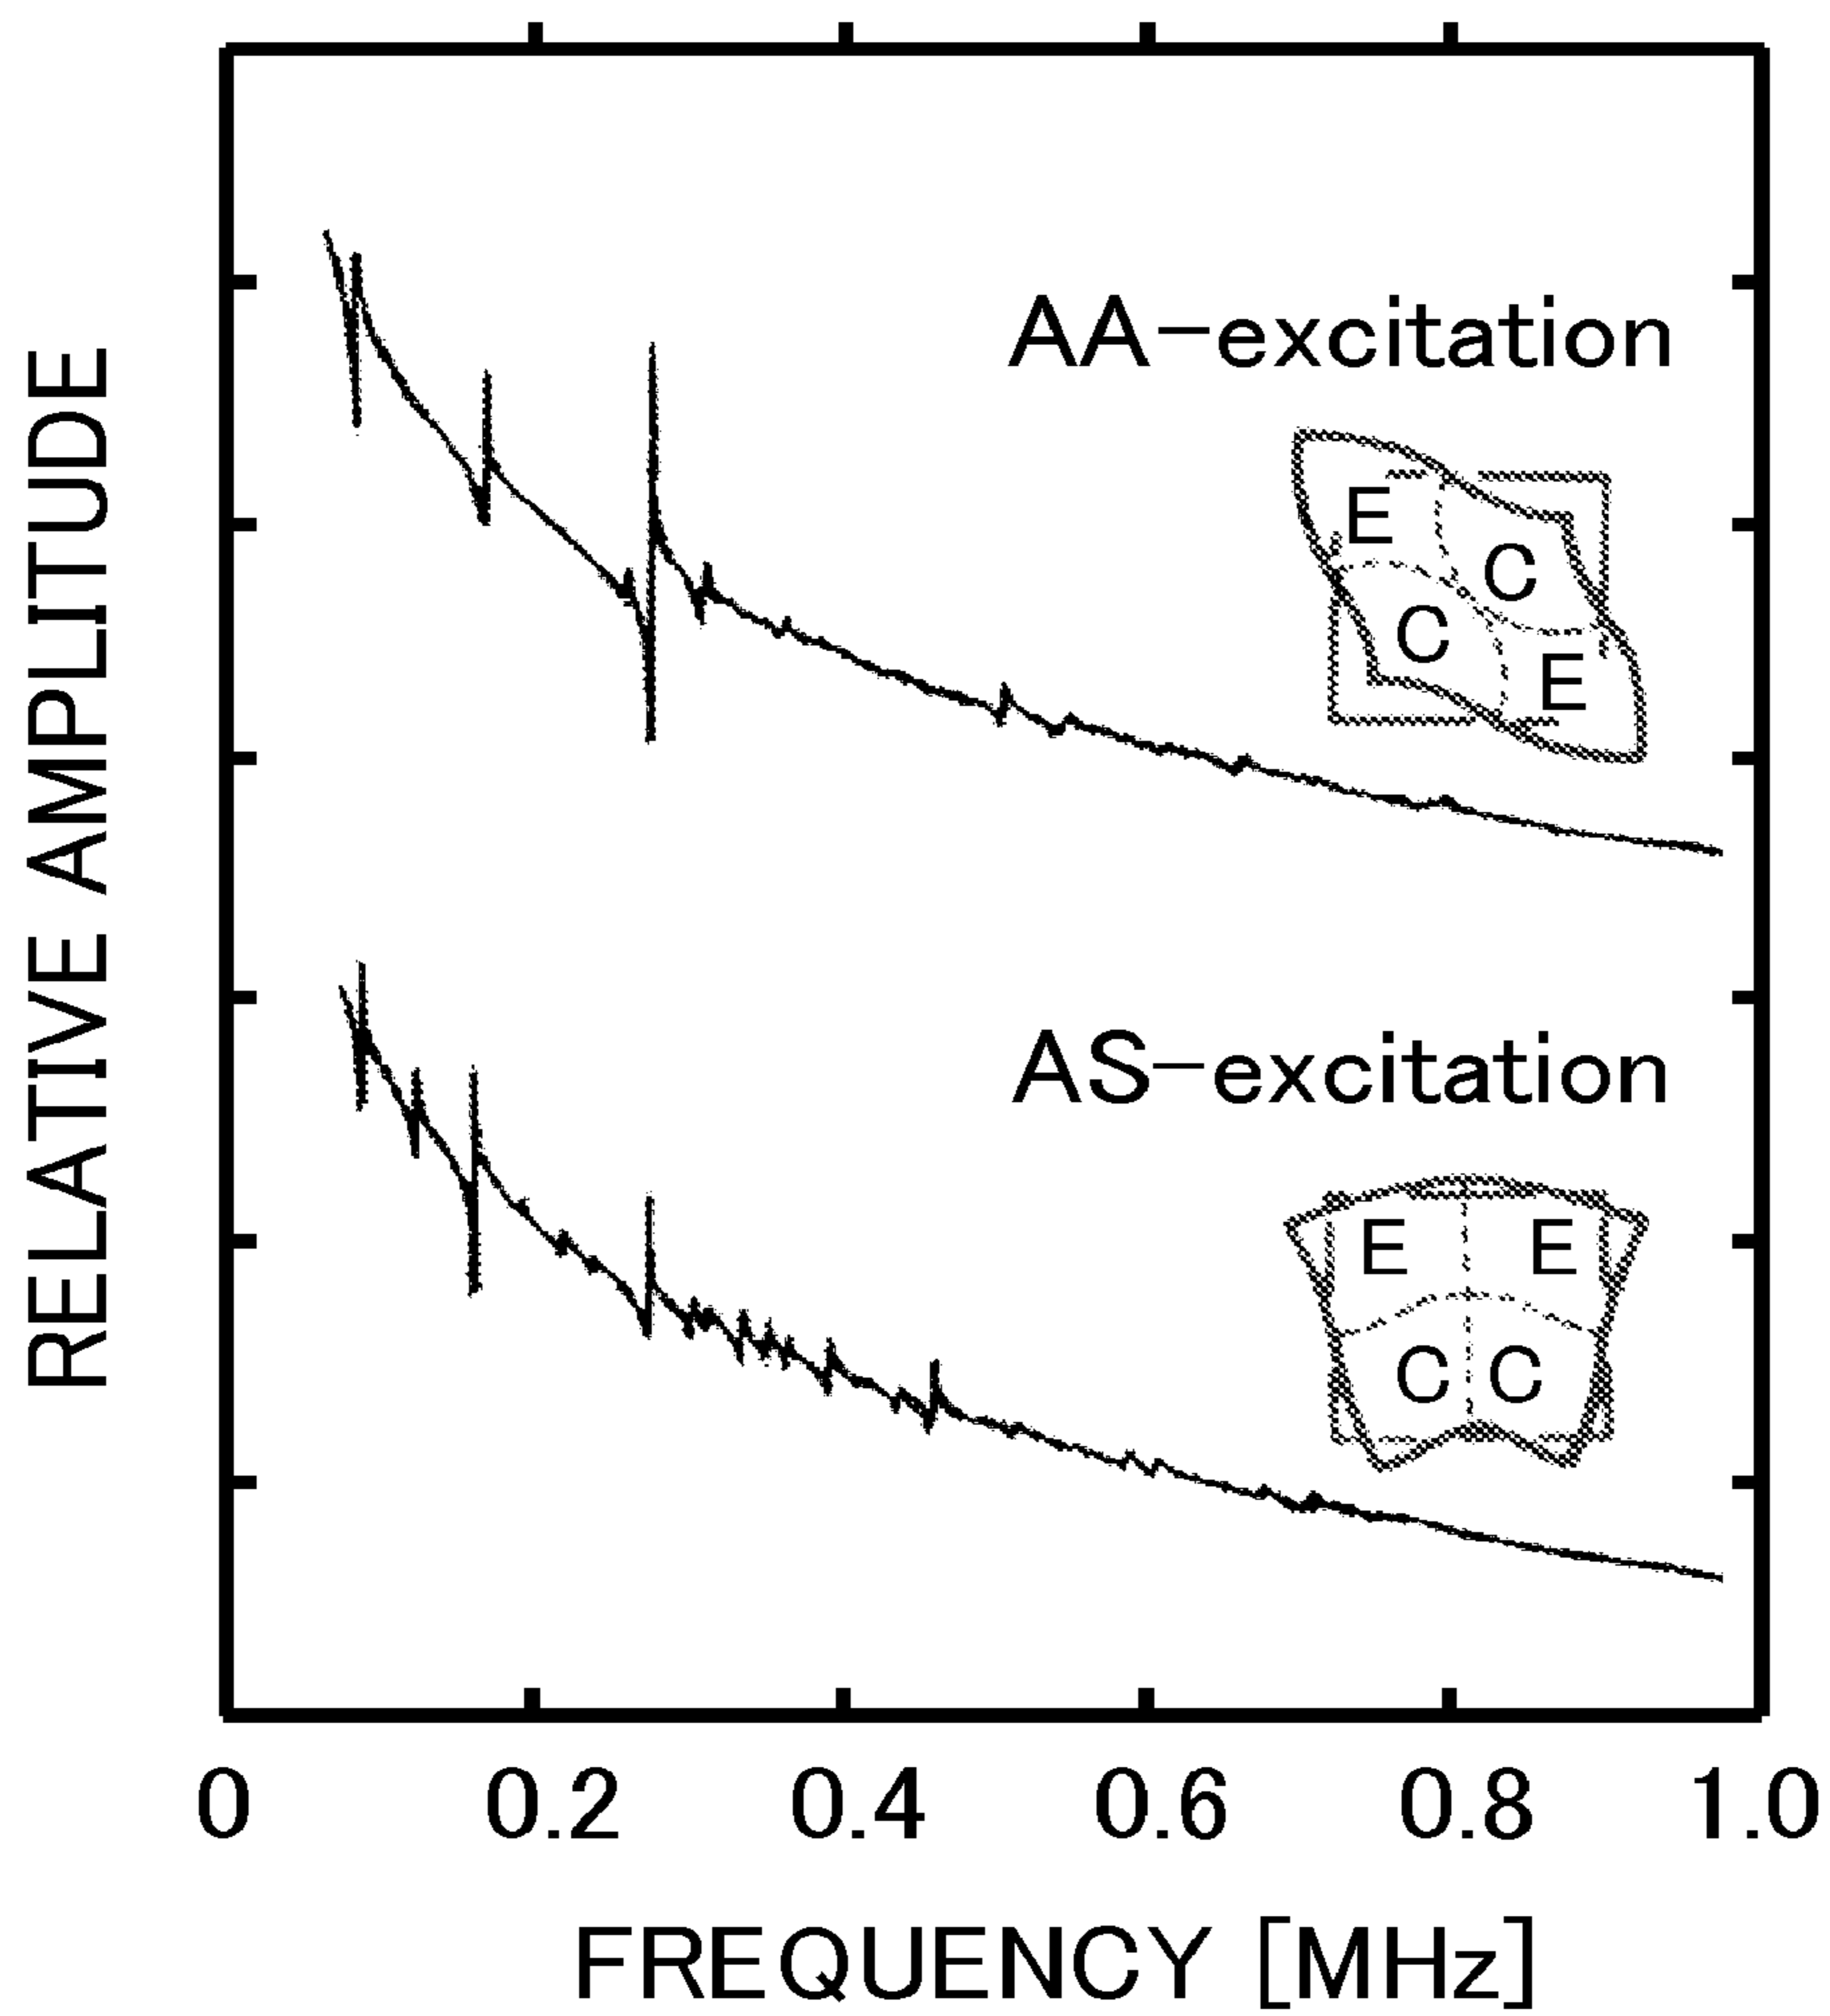 RELATIVE AMPLITUDE
AA-excitation
E
C
C
E
AS-excitation
E E
C C
0 0.2 0.4 0.6 0.8 1.0
FREQUENCY [MHz]